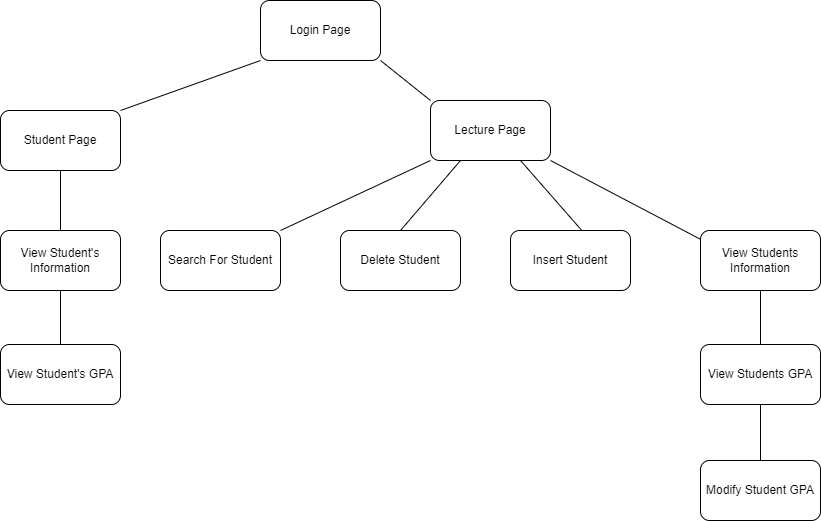 Login Page
Student Page
Lecture Page
View Student's
Information
Search For Student
Delete Student
Insert Student
View Students
Information
View Student's GPA
View Students GPA
Modify Student GPA